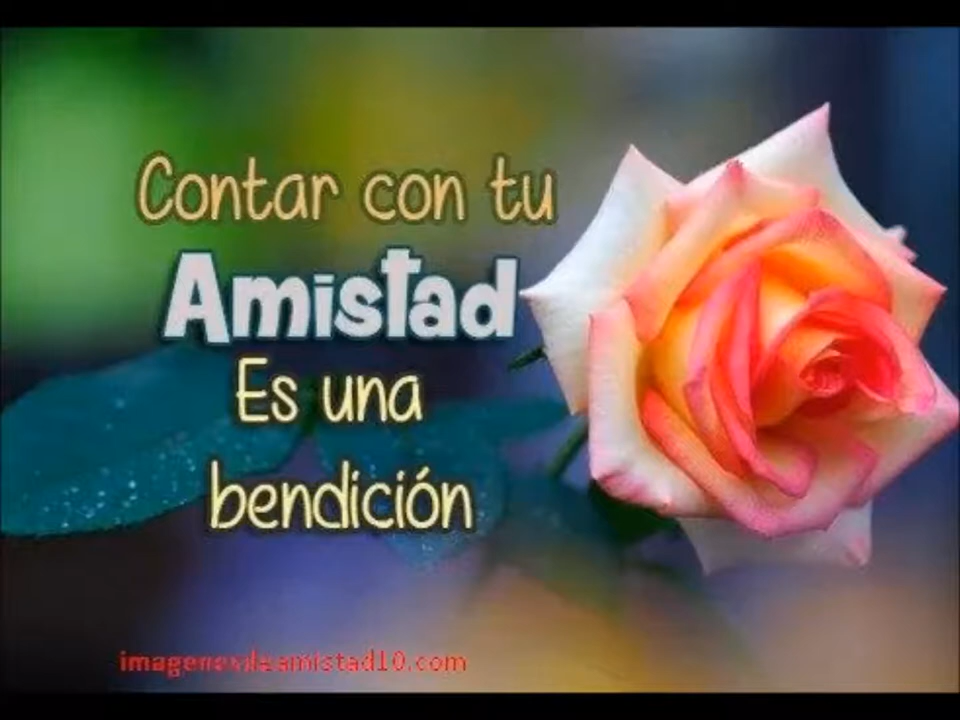 Contar con tu
Amistad
Es una
bendición
imagenesdeamistad10.com